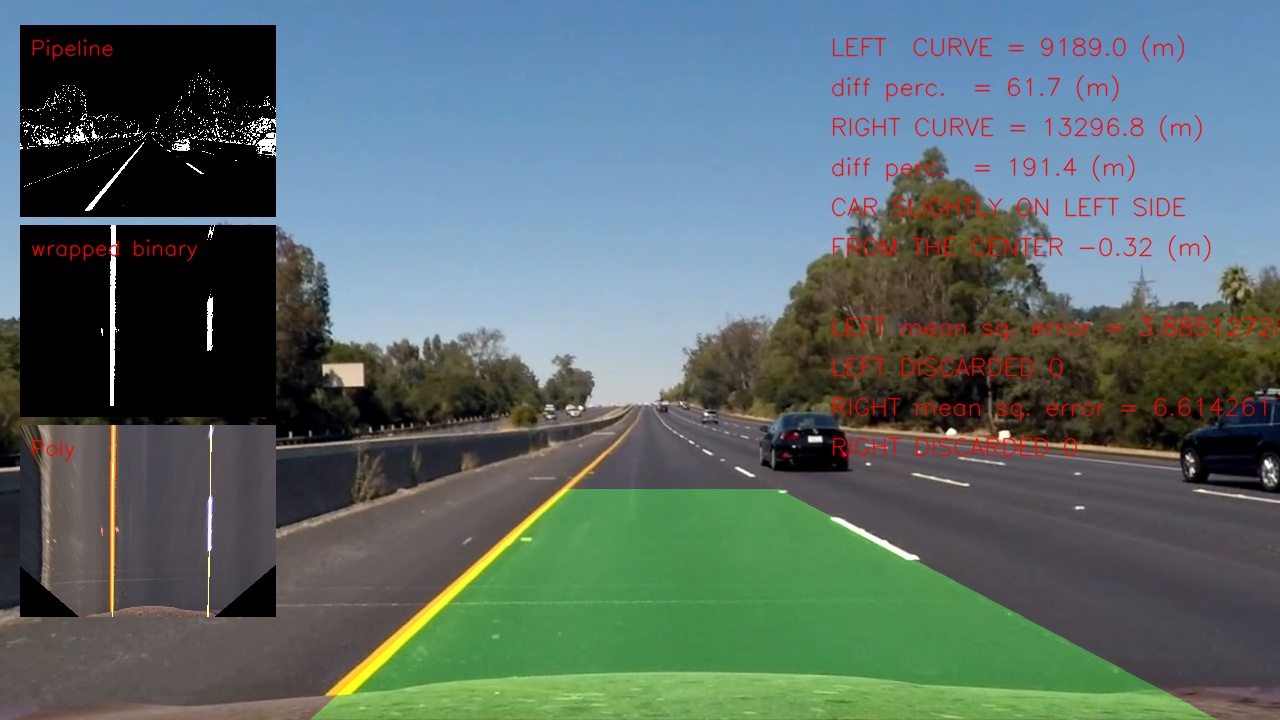 Pipeline
wrapped binary
Poly
LEFT CURVE = 9189.0 (m)
diff perc. = 61.7 (m)
RIGHT CURVE = 13296.8 (m)
diff perc. = 191.4 (m)
CAR SLIGHTLY ON LEFT SIDE
FROM THE CENTER -0.32 (m)
LEFT mean sq. error = 3.8851272
LEFT DISCARDED 0
RIGHT mean sq. error = 6.614261
RIGHT DISCARDED 0